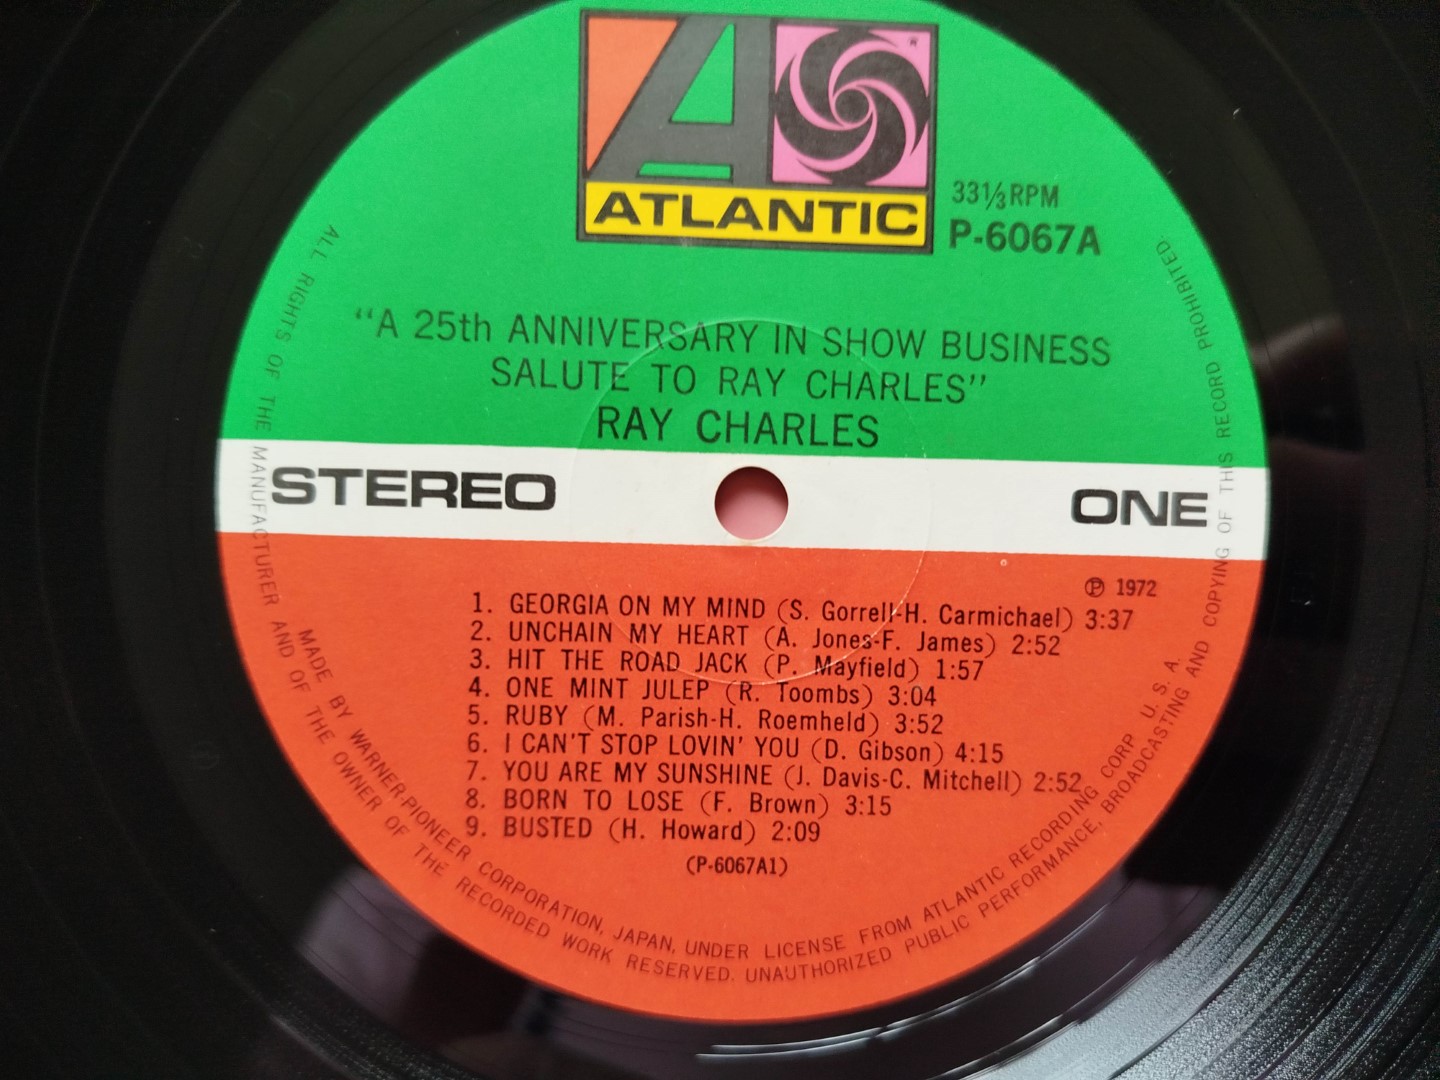 ATLANTIC
33 1/3 RPM
P-6067A
"A 25th ANNIVERSARY IN SHOW BUSINESS
SALUTE TO RAY CHARLES"
RAY CHARLES
STEREO
ONE
Ⓟ 1972
1. GEORGIA ON MY MIND (S. Gorrell-H. Carmichael) 3:37
2. UNCHAIN MY HEART (A. Jones-F. James) 2:52
3. HIT THE ROAD JACK (P. Mayfield) 1:57
4. ONE MINT JULEP (R. Toombs) 3:04
5. RUBY (M. Parish-H. Roemheld) 3:52
6. I CAN'T STOP LOVIN' YOU (D. Gibson) 4:15
7. YOU ARE MY SUNSHINE (J. Davis-C. Mitchell) 2:52
8. BORN TO LOSE (F. Brown) 3:15
9. BUSTED (H. Howard) 2:09
(P-6067A1)
MADE BY WARNER-PIONEER CORPORATION, JAPAN, UNDER LICENSE FROM ATLANTIC RECORDING CORP U. S. A.
ALL RIGHTS OF THE MANUFACTURER AND OF THE OWNER OF THE RECORDED WORK RESERVED. UNAUTHORIZED PUBLIC PERFORMANCE, BROADCASTING AND COPYING OF THIS RECORD PROHIBITED.